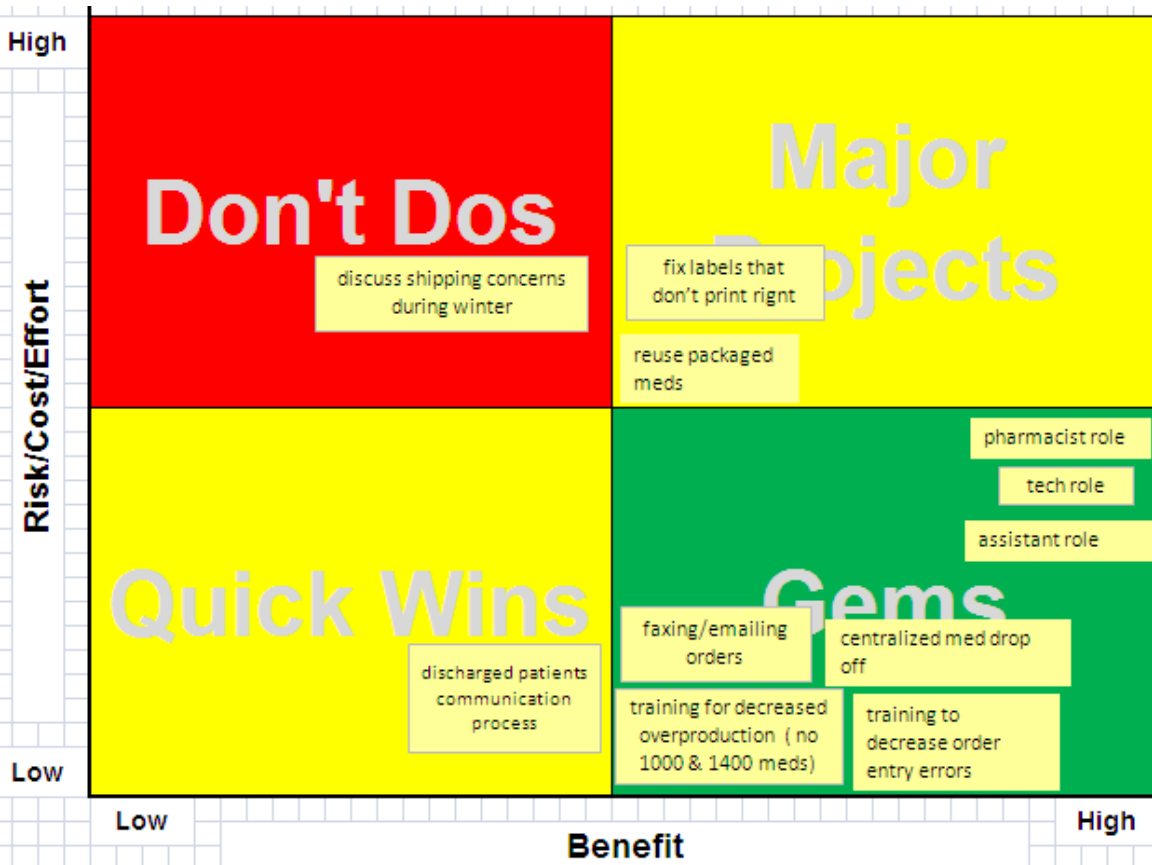 High
Don't Dos
Major
Projects
discuss shipping concerns
during winter
fix labels that
don't print rignt
reuse packaged
meds
Risk/Cost/Effort
pharmacist role
tech role
assistant role
Quick Wins
Gems
faxing/emailing
orders
centralized med drop
off
discharged patients
communication
process
training for decreased
overproduction ( no
1000 & 1400 meds)
training to
decrease order
entry errors
Low
Low
Benefit
High